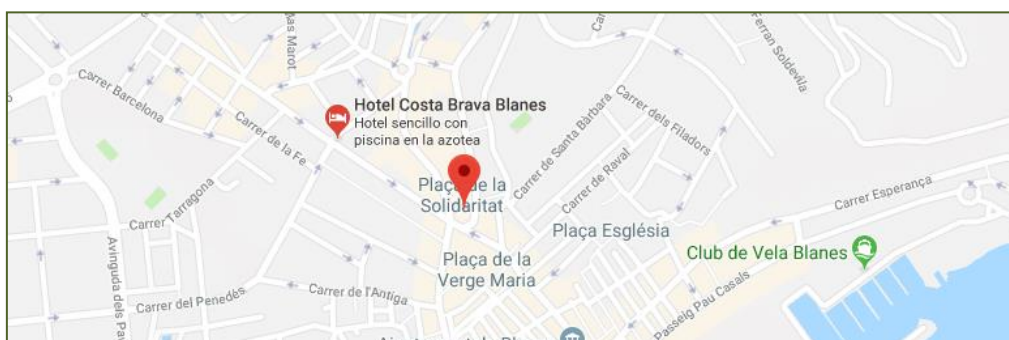 Mas Marot
Ferran Soldevila
Carrer Barcelona
Hotel Costa Brava Blanes
Hotel sencillo con
piscina en la azotea
Carrer de la Fe
Carrer de Santa Bàrbara
Carrer dels Filadors
Carrer de Raval
Plaça de la
Solidaritat
Carrer Tarragona
Carrer Esperança
Plaça Església
Club de Vela Blanes
Plaça de la
Verge Maria
Avinguda dels
Carrer del Penedès
Carrer de l'Antiga
Passeig Pau Casals